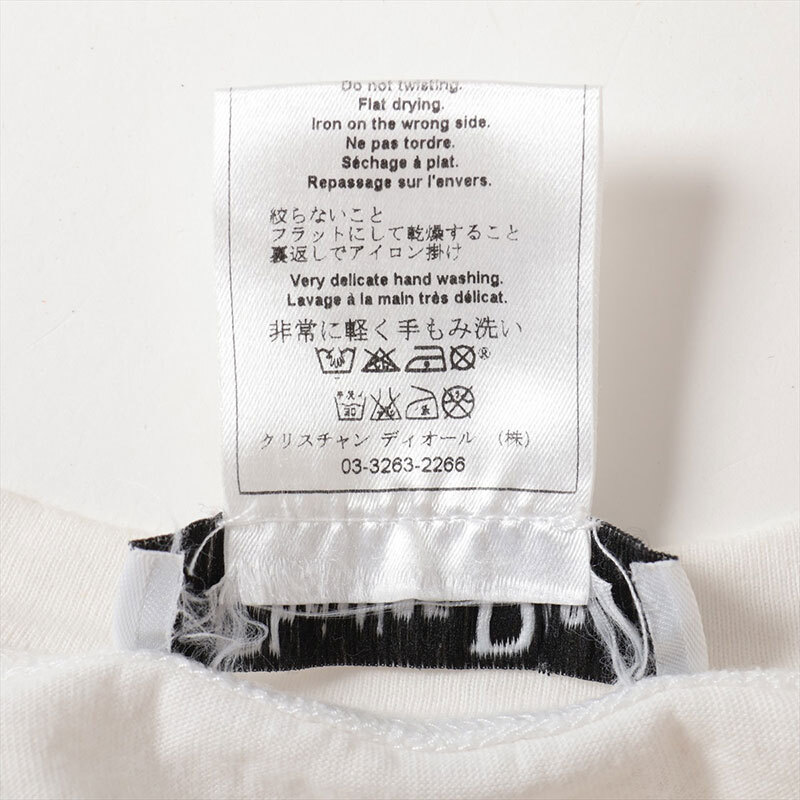 Do not twisting.
Flat drying.
Iron on the wrong side.
Ne pas tordre.
Séchage à plat.
Repassage sur l'envers.
絞らないこと
フラットにして乾燥すること
裏返しでアイロン掛け
Very delicate hand washing.
Lavage à la main très délicat.
非常に軽く手もみ洗い
クリスチャン ディオール (株)
03-3263-2266